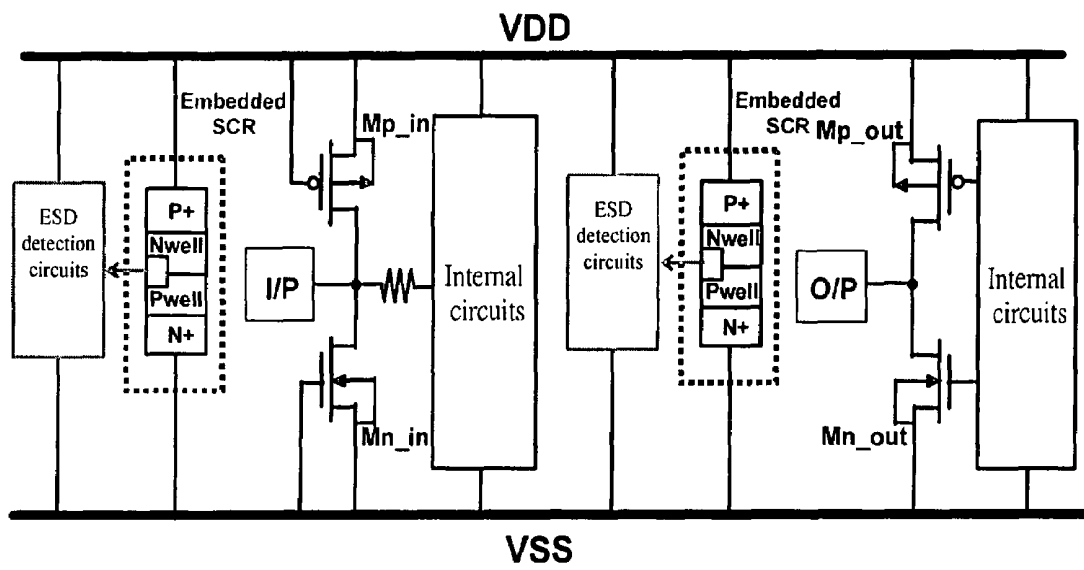 VDD
Embedded
SCR
Mp_in
ESD
detection
circuits
P+
Nwell
Pwell
N+
I/P
Mn_in
Internal
circuits
Embedded
SCR
Mp_out
ESD
detection
circuits
P+
Nwell
Pwell
N+
O/P
Mn_out
Internal
circuits
VSS